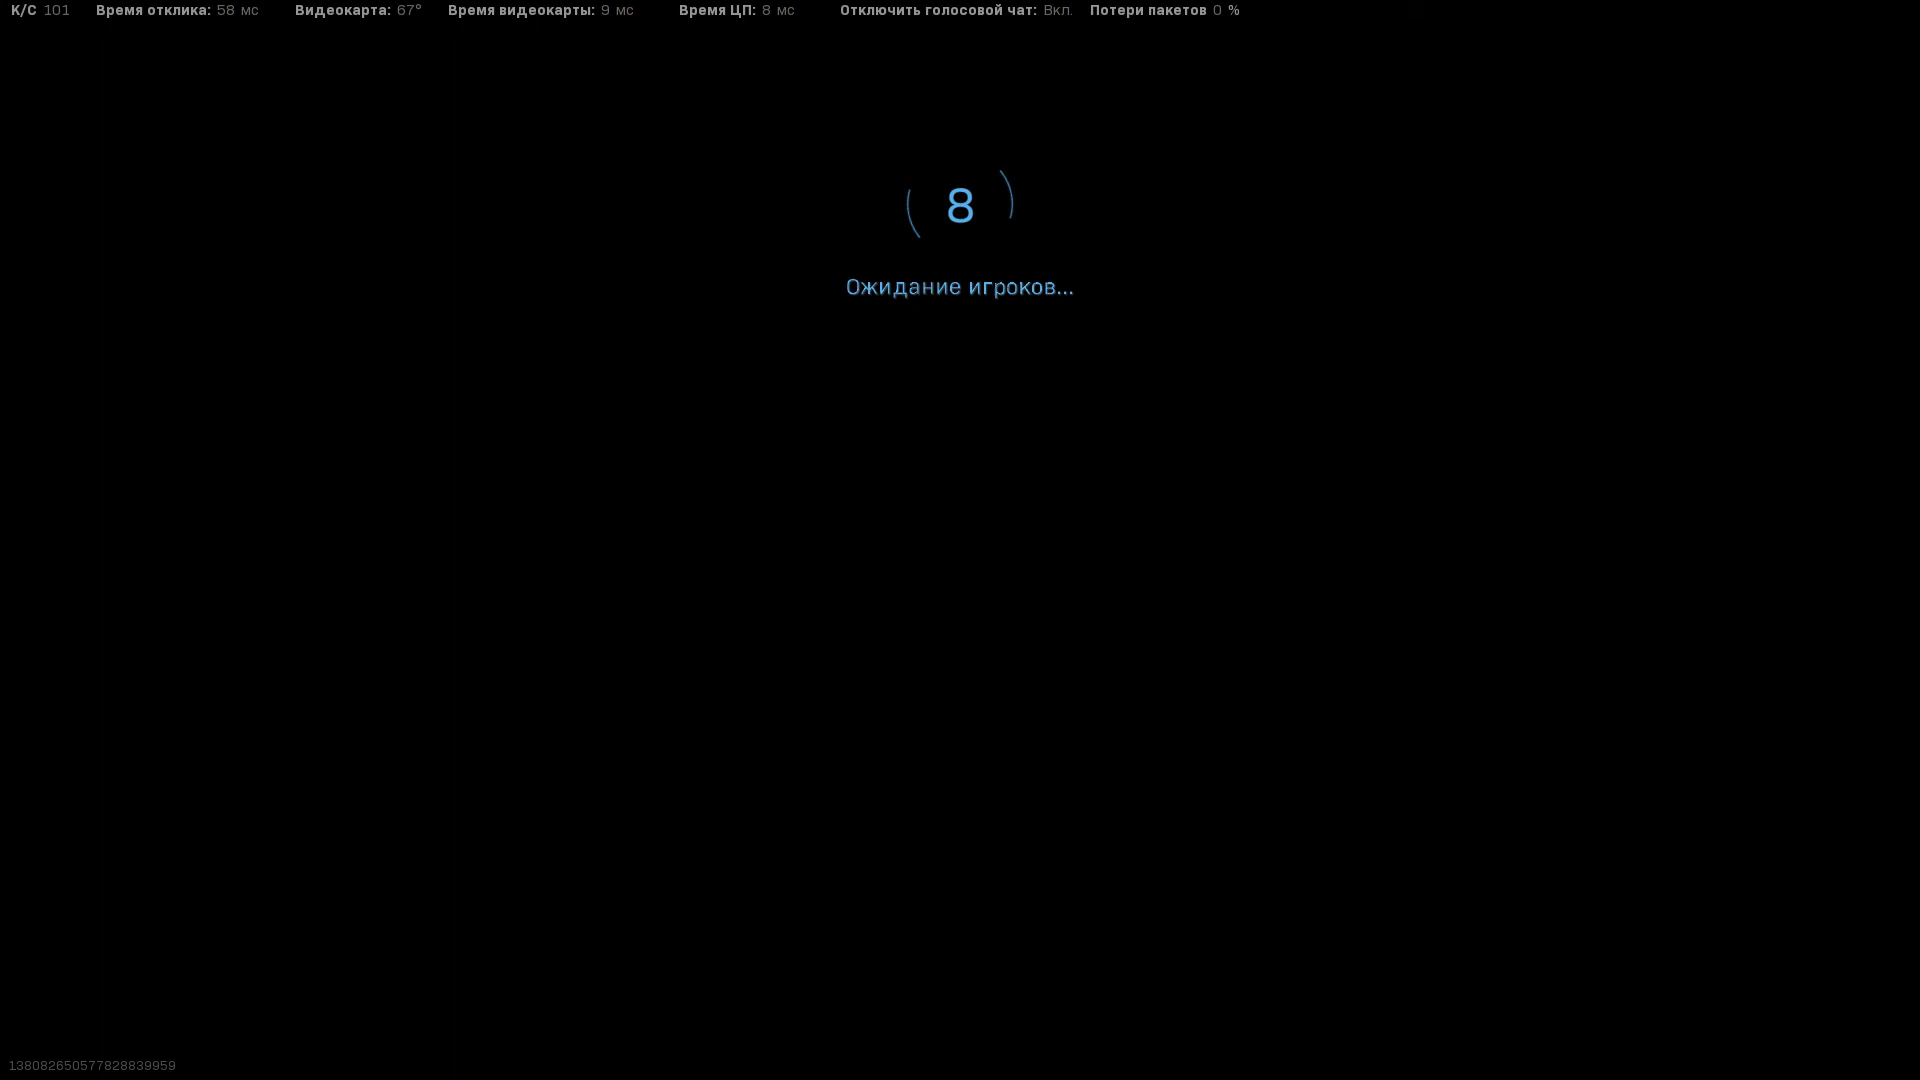 К/С 101 Время отклика: 58 мс Видеокарта: 67° Время видеокарты: 9 мс Время ЦП: 8 мс Отключить голосовой чат: Вкл. Потери пакетов 0 %
8
Ожидание игроков...
138082650577828839959